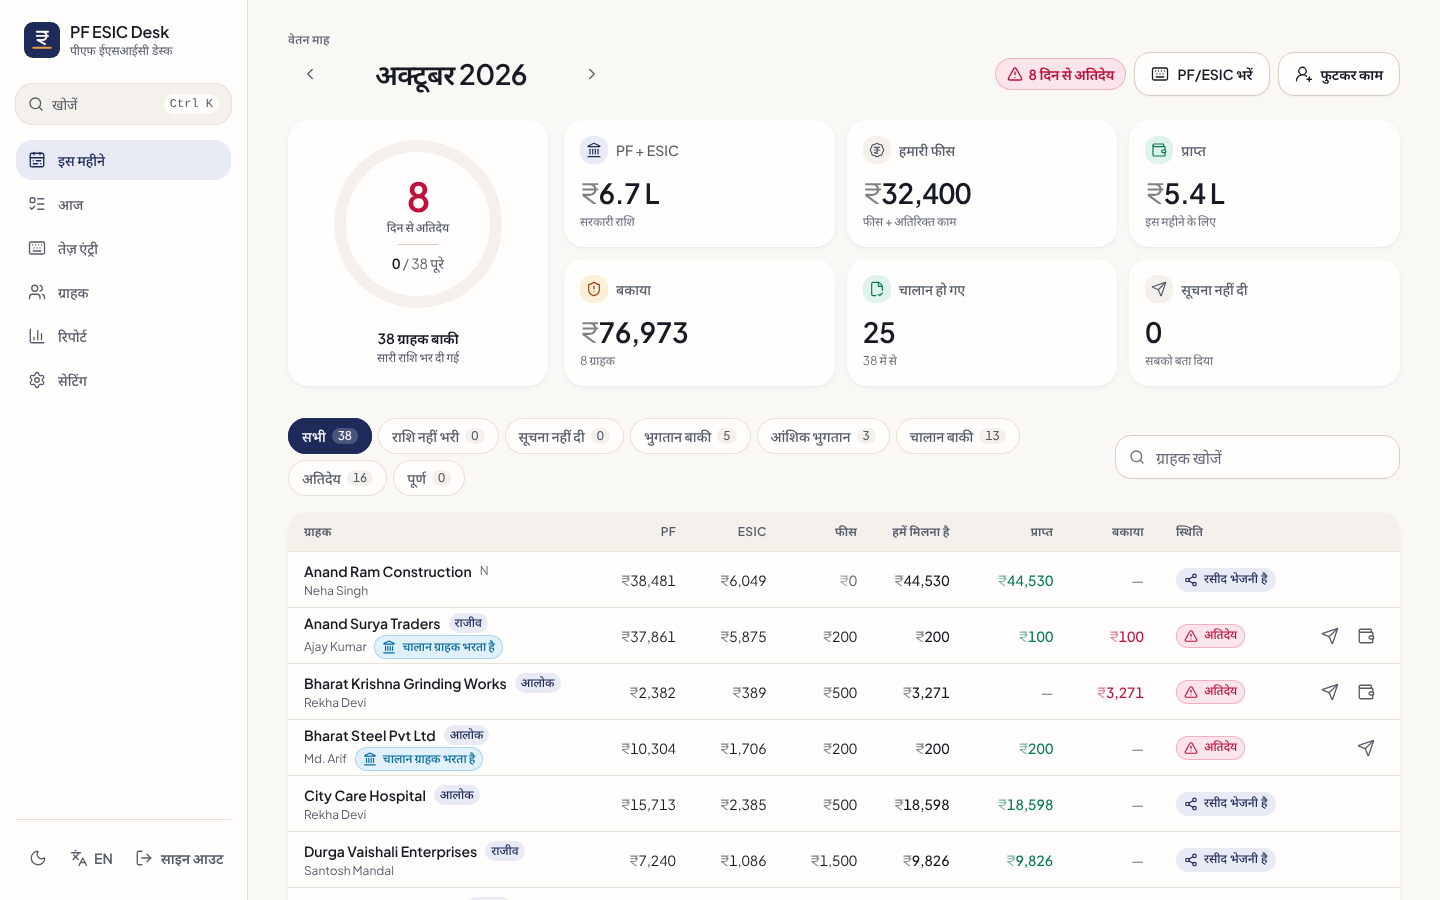 PF ESIC Desk
पीएफ ईएसआईसी डेस्क
खोजें Ctrl K
इस महीने
आज
तेज़ एंट्री
ग्राहक
रिपोर्ट
सेटिंग
EN साइन आउट
वेतन माह
अक्टूबर 2026
8 दिन से अतिदेय
PF/ESIC भरें
फुटकर काम
8
दिन से अतिदेय
0 / 38 पूरे
38 ग्राहक बाकी
सारी राशि भर दी गई
PF + ESIC
₹6.7 L
सरकारी राशि
हमारी फीस
₹32,400
फीस + अतिरिक्त काम
प्राप्त
₹5.4 L
इस महीने के लिए
बकाया
₹76,973
8 ग्राहक
चालान हो गए
25
38 में से
सूचना नहीं दी
0
सबको बता दिया
सभी 38 राशि नहीं भरी 0 सूचना नहीं दी 0 भुगतान बाकी 5 आंशिक भुगतान 3 चालान बाकी 13
अतिदेय 16 पूर्ण 0
ग्राहक खोजें
ग्राहक PF ESIC फीस हमें मिलना है प्राप्त बकाया स्थिति
Anand Ram Construction N
Neha Singh
₹38,481 ₹6,049 ₹0 ₹44,530 ₹44,530 — रसीद भेजनी है
Anand Surya Traders राजीव
Ajay Kumar चालान ग्राहक भरता है
₹37,861 ₹5,875 ₹200 ₹200 ₹100 ₹100 अतिदेय
Bharat Krishna Grinding Works आलोक
Rekha Devi
₹2,382 ₹389 ₹500 ₹3,271 — ₹3,271 अतिदेय
Bharat Steel Pvt Ltd आलोक
Md. Arif चालान ग्राहक भरता है
₹10,304 ₹1,706 ₹200 ₹200 ₹200 — अतिदेय
City Care Hospital आलोक
Rekha Devi
₹15,713 ₹2,385 ₹500 ₹18,598 ₹18,598 — रसीद भेजनी है
Durga Vaishali Enterprises राजीव
Santosh Mandal
₹7,240 ₹1,086 ₹1,500 ₹9,826 ₹9,826 — रसीद भेजनी है